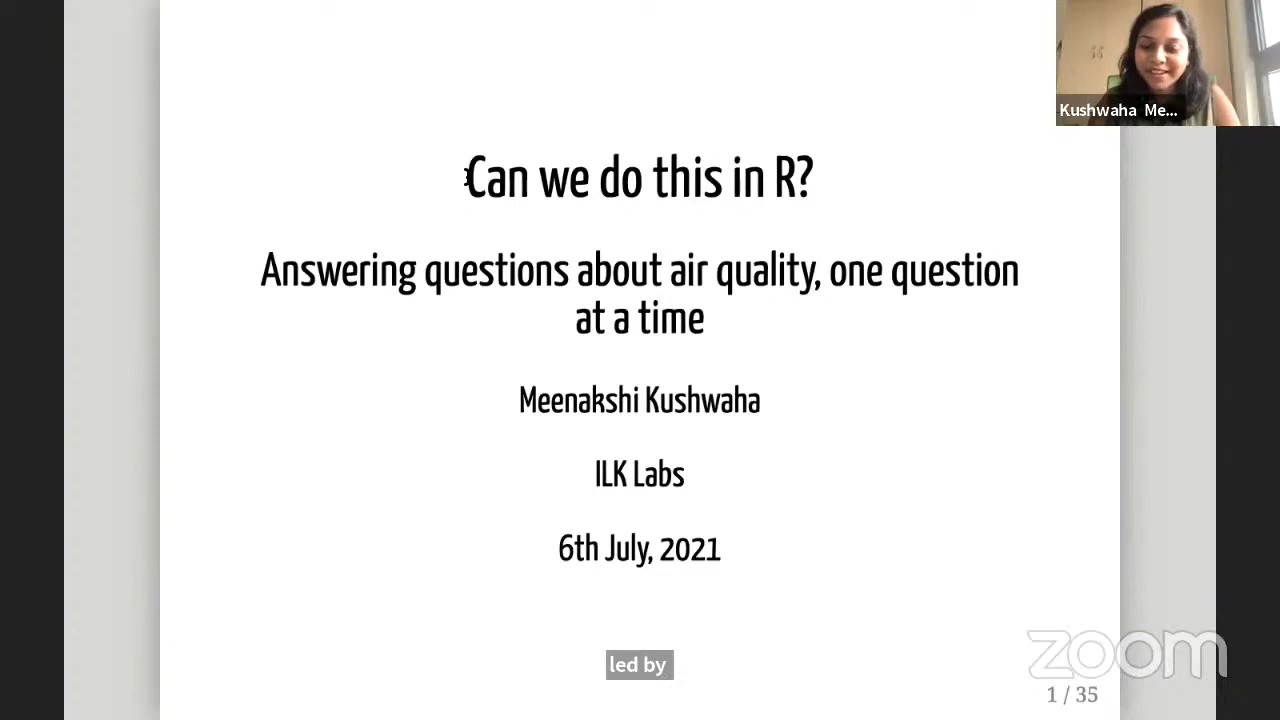 Kushwaha Me...
Can we do this in R?
Answering questions about air quality, one question
at a time
Meenakshi Kushwaha
ILK Labs
6th July, 2021
led by
zoom
1 / 35